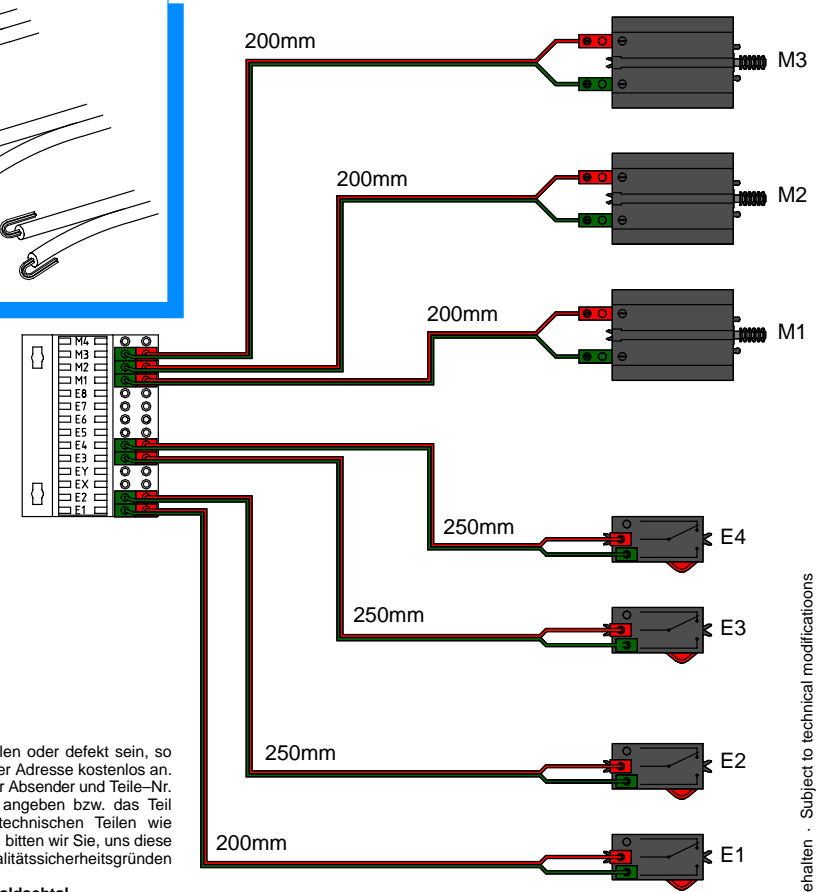 200mm
M3
200mm
M2
200mm
M1
M4
M3
M2
M1
E8
E7
E6
E5
E4
E3
EY
EX
E2
E1
250mm
E4
250mm
E3
250mm
E2
200mm
E1
len oder defekt sein, so
er Adresse kostenlos an.
r Absender und Teile–Nr.
angeben bzw. das Teil
technischen Teilen wie
bitten wir Sie, uns diese
alitätssicherheitsgründen
ehalten · Subject to technical modificatioons